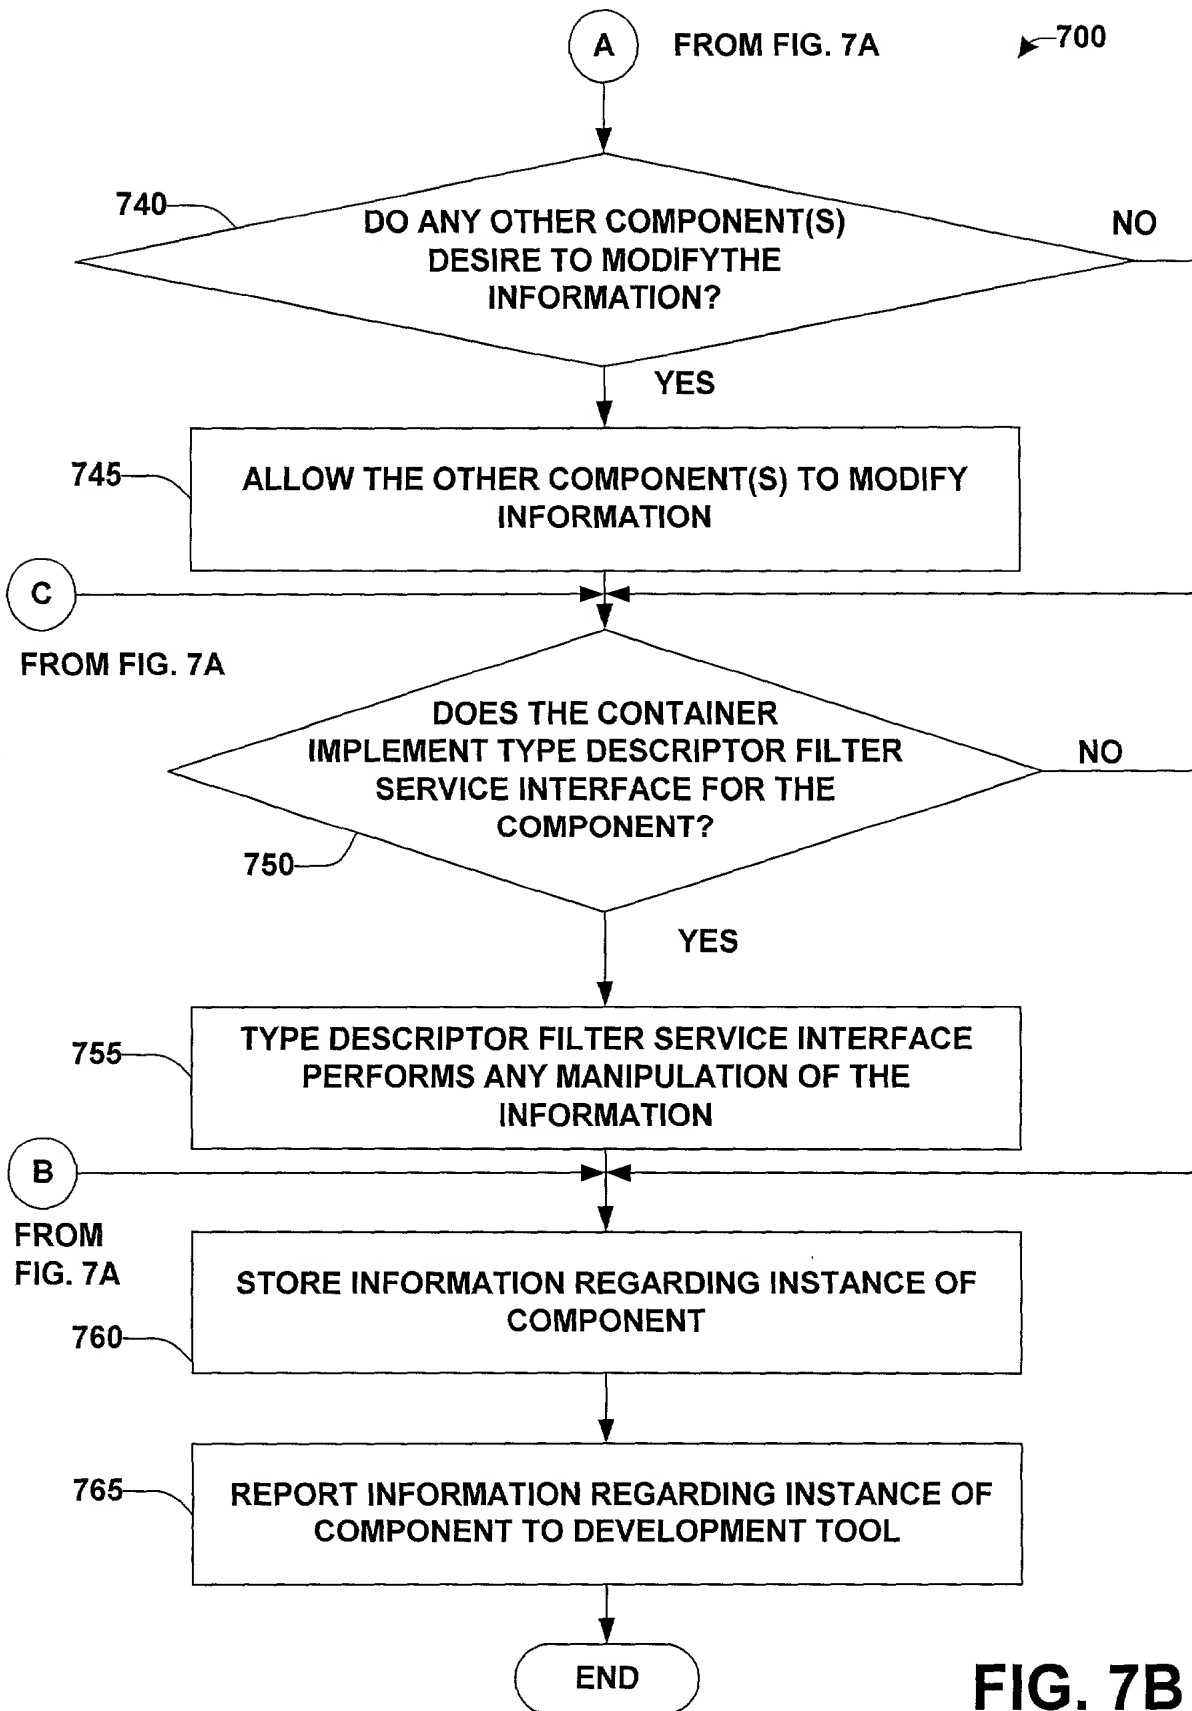 A
FROM FIG. 7A
700
740
DO ANY OTHER COMPONENT(S)
DESIRE TO MODIFYTHE
INFORMATION?
NO
YES
745
ALLOW THE OTHER COMPONENT(S) TO MODIFY
INFORMATION
C
FROM FIG. 7A
DOES THE CONTAINER
IMPLEMENT TYPE DESCRIPTOR FILTER
SERVICE INTERFACE FOR THE
COMPONENT?
NO
750
YES
755
TYPE DESCRIPTOR FILTER SERVICE INTERFACE
PERFORMS ANY MANIPULATION OF THE
INFORMATION
B
FROM
FIG. 7A
760
STORE INFORMATION REGARDING INSTANCE OF
COMPONENT
765
REPORT INFORMATION REGARDING INSTANCE OF
COMPONENT TO DEVELOPMENT TOOL
END
FIG. 7B